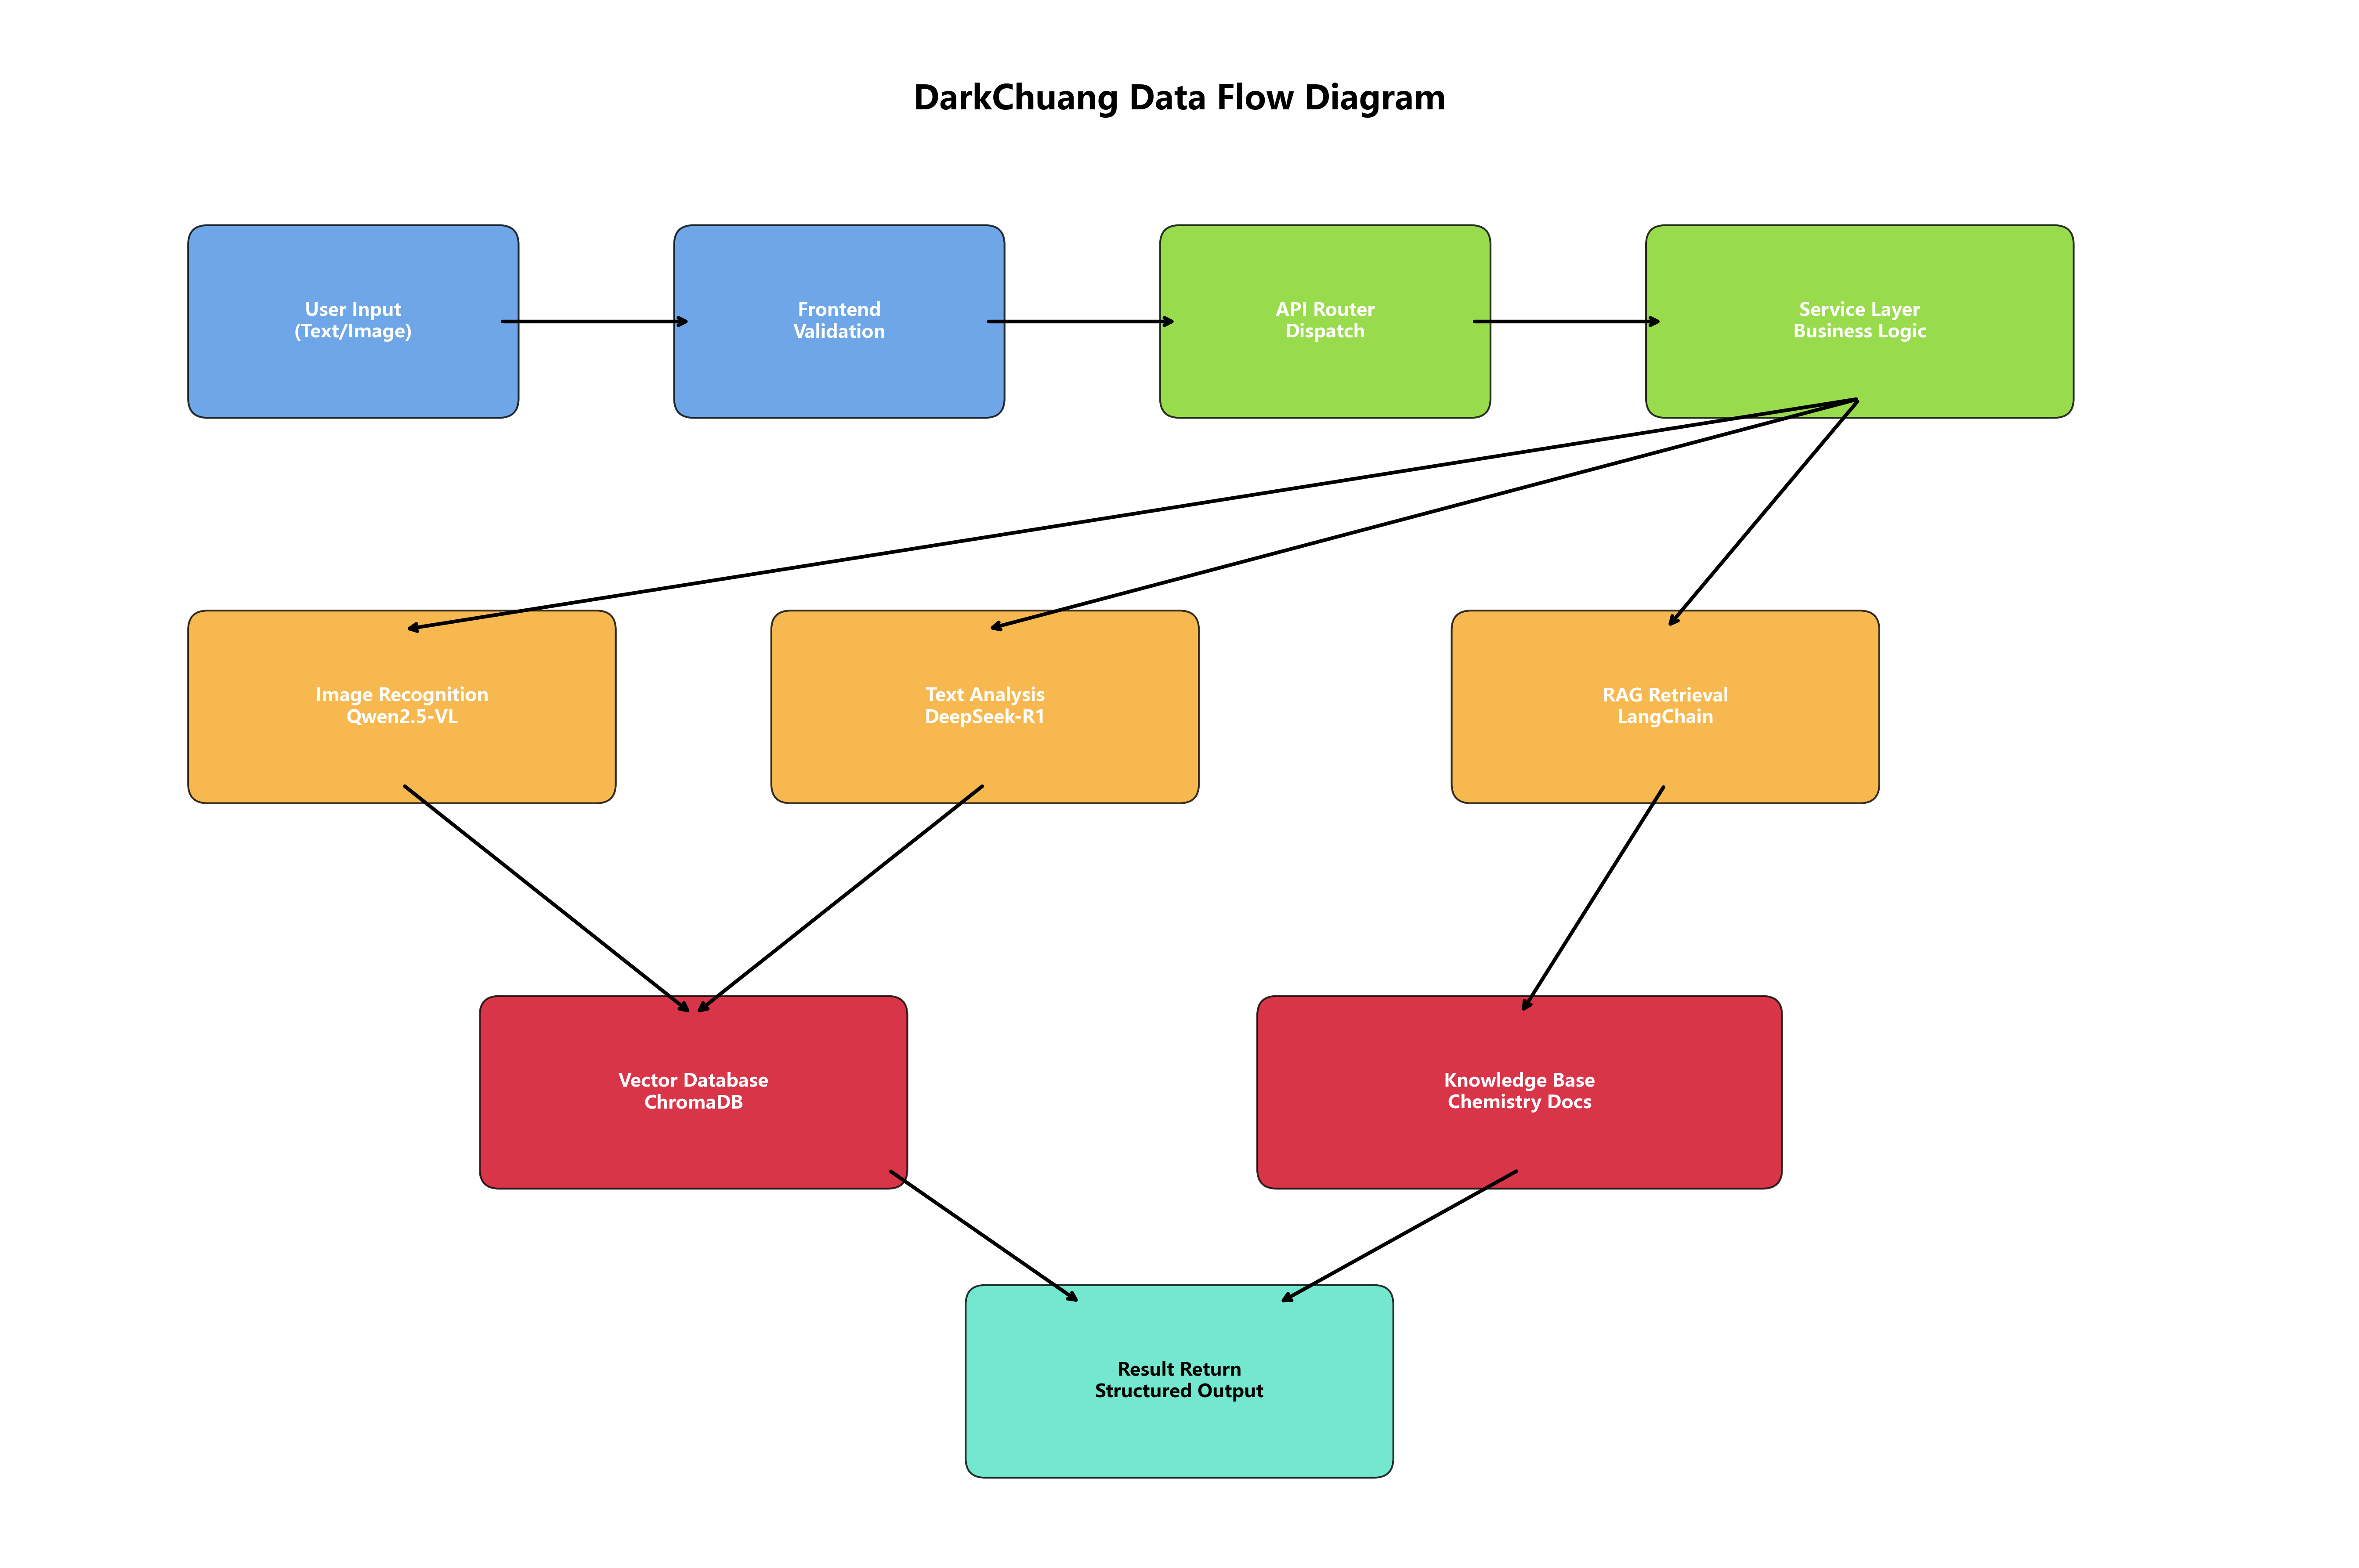 DarkChuang Data Flow Diagram
User Input
(Text/Image)
Frontend
Validation
API Router
Dispatch
Service Layer
Business Logic
Image Recognition
Qwen2.5-VL
Text Analysis
DeepSeek-R1
RAG Retrieval
LangChain
Vector Database
ChromaDB
Knowledge Base
Chemistry Docs
Result Return
Structured Output